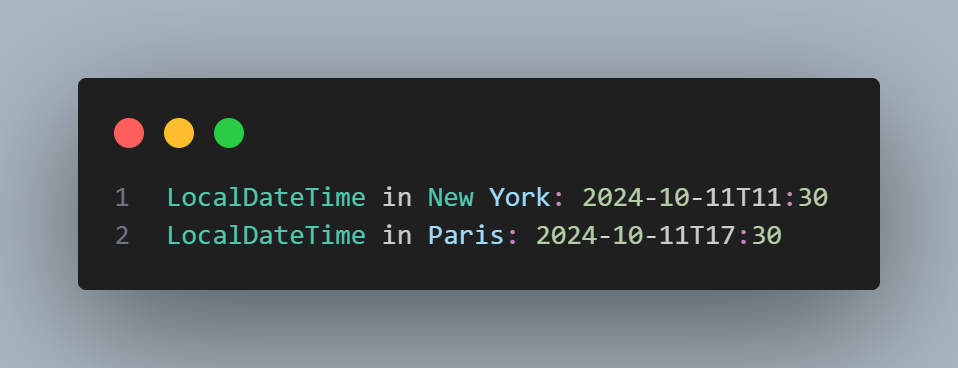 1 LocalDateTime in New York: 2024-10-11T11:30
2 LocalDateTime in Paris: 2024-10-11T17:30